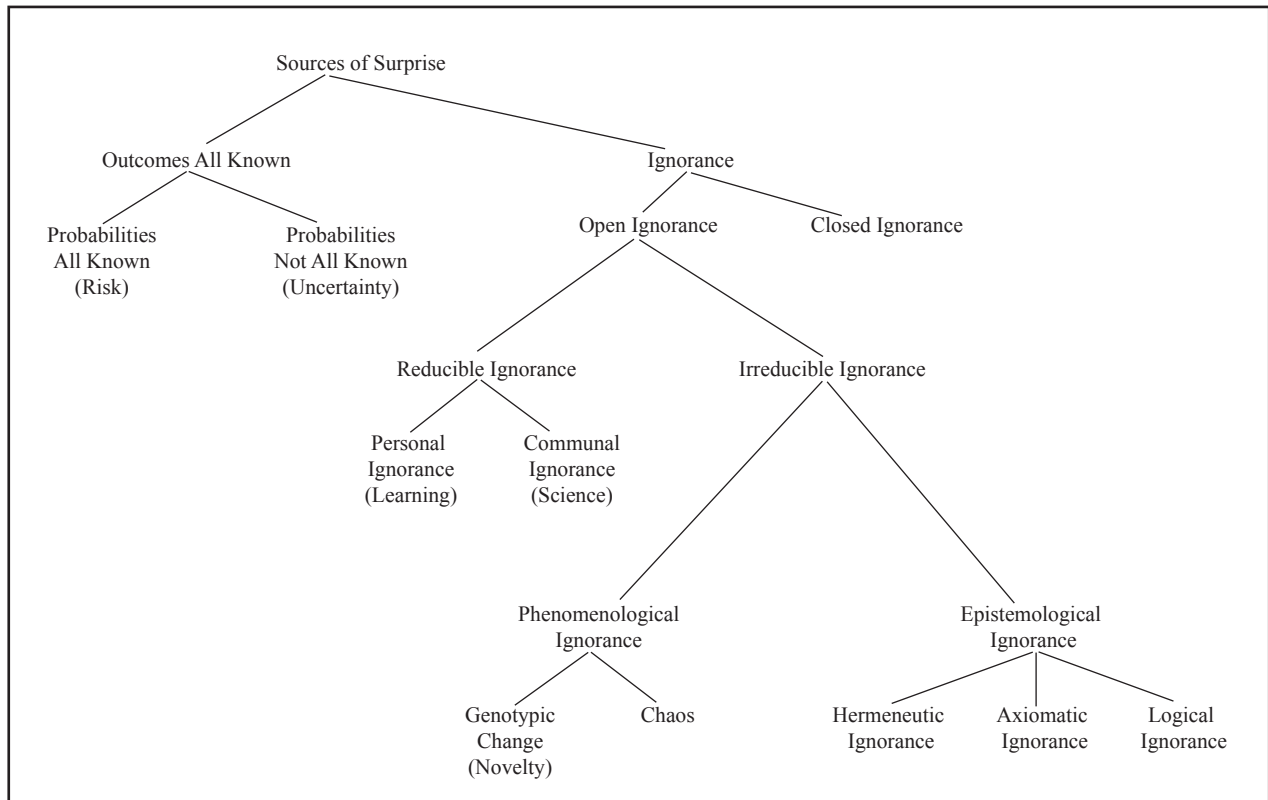 Sources of Surprise
Outcomes All Known
Ignorance
Probabilities
All Known
(Risk)
Probabilities
Not All Known
(Uncertainty)
Open Ignorance
Closed Ignorance
Reducible Ignorance
Irreducible Ignorance
Personal
Ignorance
(Learning)
Communal
Ignorance
(Science)
Phenomenological
Ignorance
Epistemological
Ignorance
Genotypic
Change
(Novelty)
Chaos
Hermeneutic
Ignorance
Axiomatic
Ignorance
Logical
Ignorance